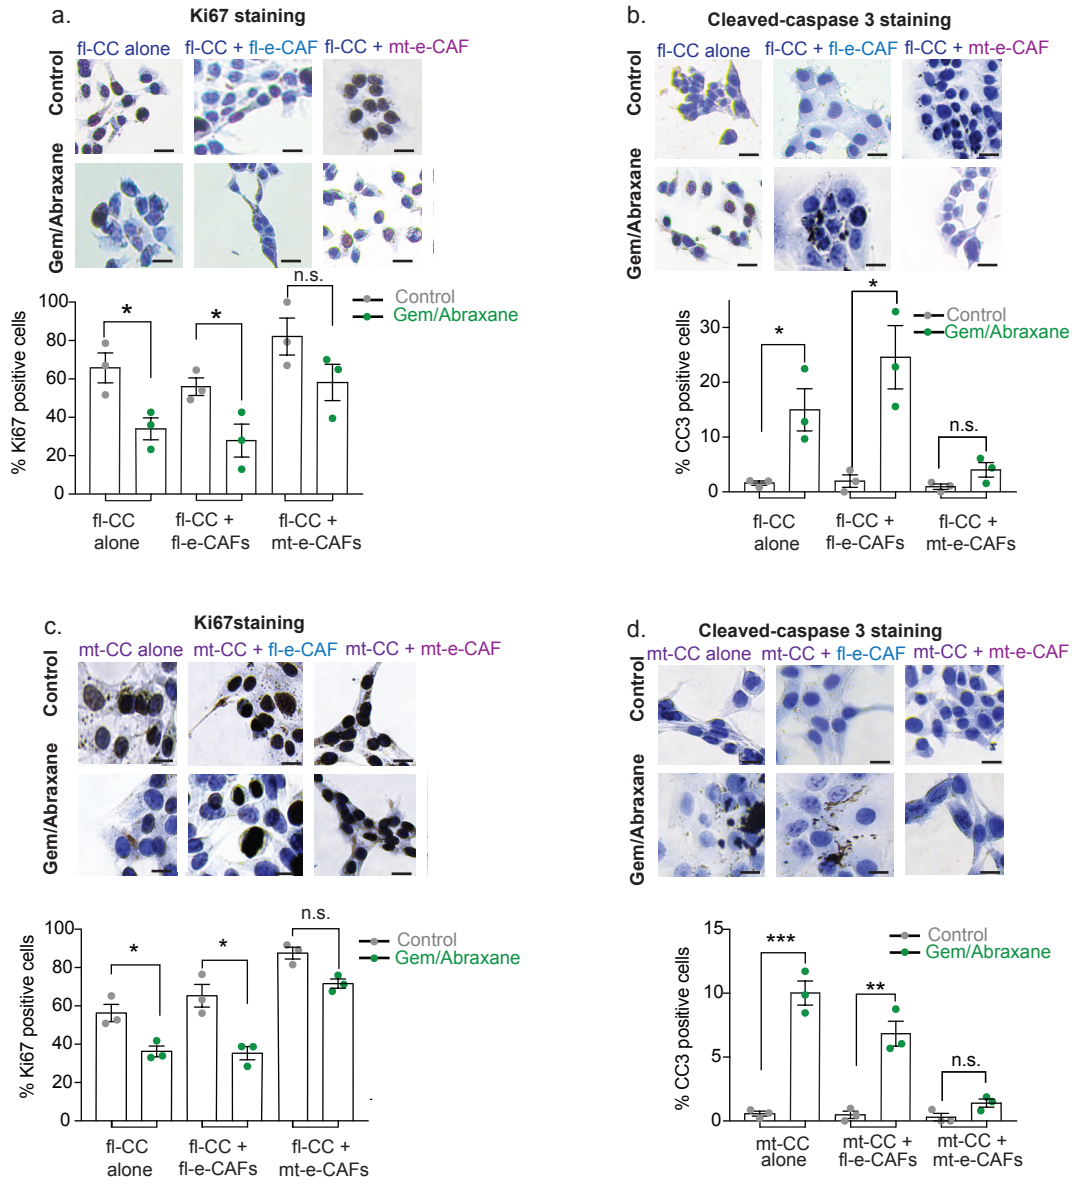 a.
Ki67 staining
fl-CC alone fl-CC + fl-e-CAF fl-CC + mt-e-CAF
Control
Gem/Abraxane
n.s.
*
*
Control
Gem/Abraxane
% Ki67 positive cells
100
80
60
40
20
0
fl-CC alone
fl-CC + fl-e-CAFs
fl-CC + mt-e-CAFs
b.
Cleaved-caspase 3 staining
fl-CC alone fl-CC + fl-e-CAF fl-CC + mt-e-CAF
Control
Gem/Abraxane
*
*
n.s.
Control
Gem/Abraxane
% CC3 positive cells
30
20
10
0
fl-CC alone
fl-CC + fl-e-CAFs
fl-CC + mt-e-CAFs
c.
Ki67staining
mt-CC alone mt-CC + fl-e-CAF mt-CC + mt-e-CAF
Control
Gem/Abraxane
n.s.
*
*
Control
Gem/Abraxane
% Ki67 positive cells
100
80
60
40
20
0
fl-CC alone
fl-CC + fl-e-CAFs
fl-CC + mt-e-CAFs
d.
Cleaved-caspase 3 staining
mt-CC alone mt-CC + fl-e-CAF mt-CC + mt-e-CAF
Control
Gem/Abraxane
***
**
n.s.
Control
Gem/Abraxane
% CC3 positive cells
15
10
5
0
mt-CC alone
mt-CC + fl-e-CAFs
mt-CC + mt-e-CAFs